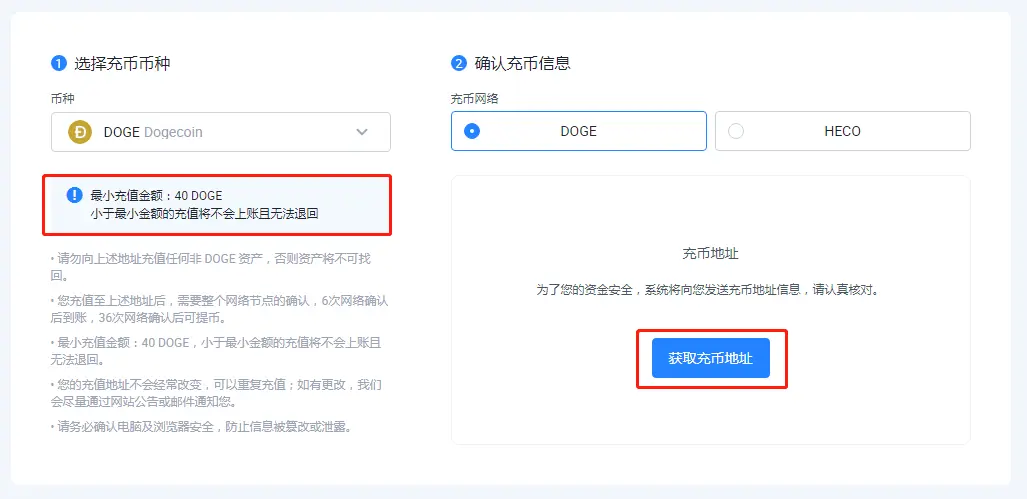 1 选择充币币种
币种
DOGE Dogecoin
最小充值金额：40 DOGE
小于最小金额的充值将不会上账且无法退回
• 请勿向上述地址充值任何非 DOGE 资产，否则资产将不可找
回。
• 您充值至上述地址后，需要整个网络节点的确认，6次网络确认
后到账，36次网络确认后可提币。
• 最小充值金额：40 DOGE，小于最小金额的充值将不会上账且
无法退回。
• 您的充值地址不会经常改变，可以重复充值；如有更改，我们
会尽量通过网站公告或邮件通知您。
• 请务必确认电脑及浏览器安全，防止信息被篡改或泄露。
2 确认充币信息
充币网络
DOGE
HECO
充币地址
为了您的资金安全，系统将向您发送充币地址信息，请认真核对。
获取充币地址